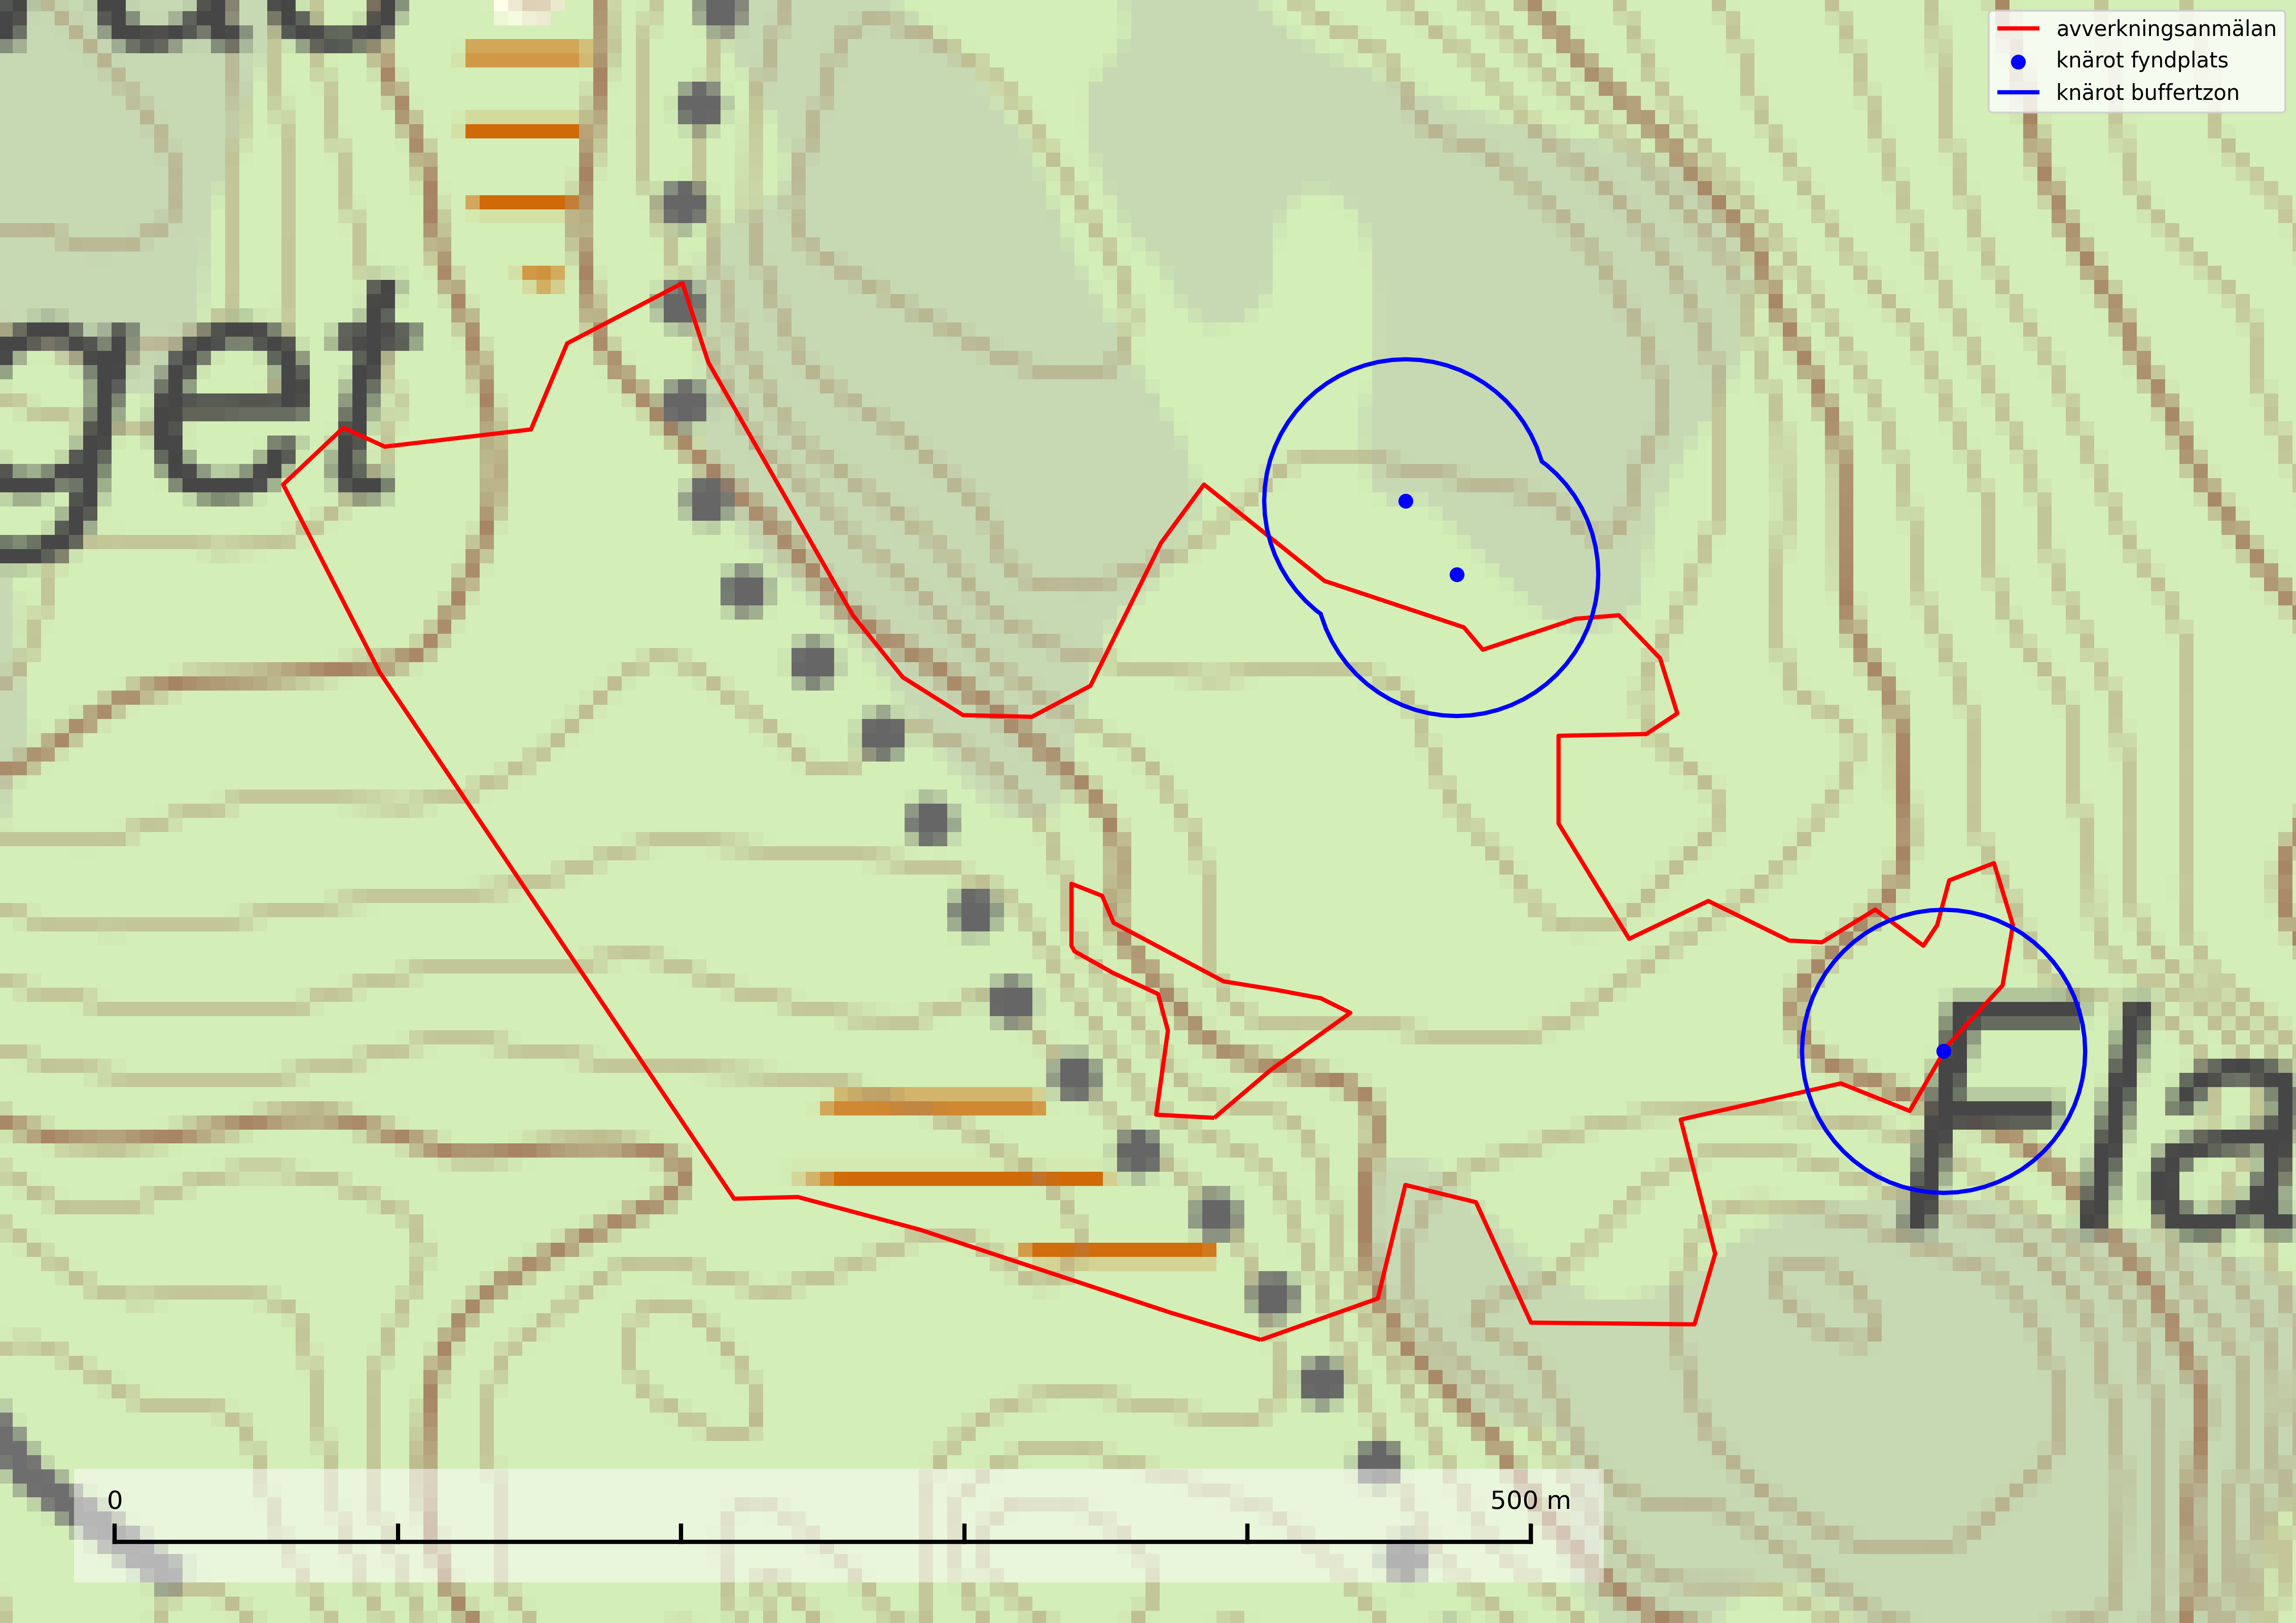 avverkningsanmälan
knärot fyndplats
knärot buffertzon
get
Fla
0 500 m